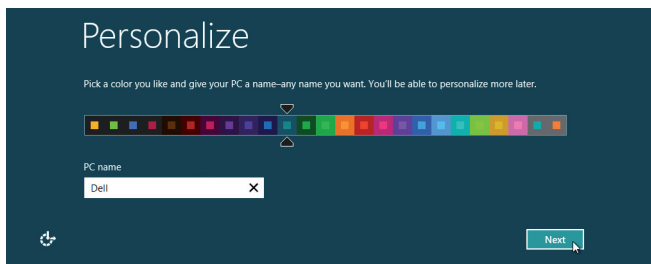 Personalize
Pick a color you like and give your PC a name–any name you want. You'll be able to personalize more later.
PC name
Dell
Next